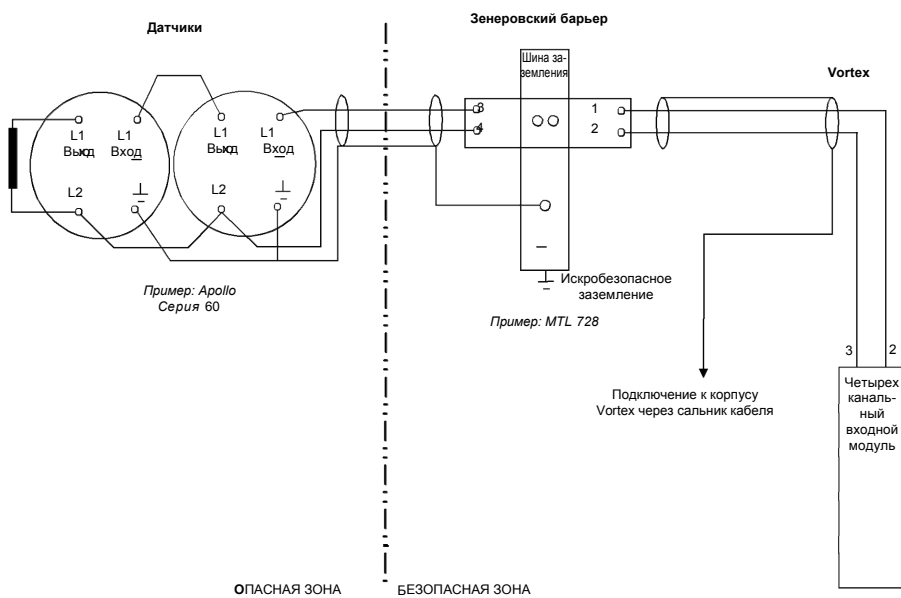 Зенеровский барьер
Датчики
Шина за-
земления
Vortex
3
1
4
2
L1
L1
L1
L1
Выход
Вход
Выход
Вход
L2
L2
Пример: Apollo
Серия 60
Искробезопасное
заземление
Пример: MTL 728
3
2
Подключение к корпусу
Vortex через сальник кабеля
Четырех
каналь-
ный
входной
модуль
ОПАСНАЯ ЗОНА
БЕЗОПАСНАЯ ЗОНА